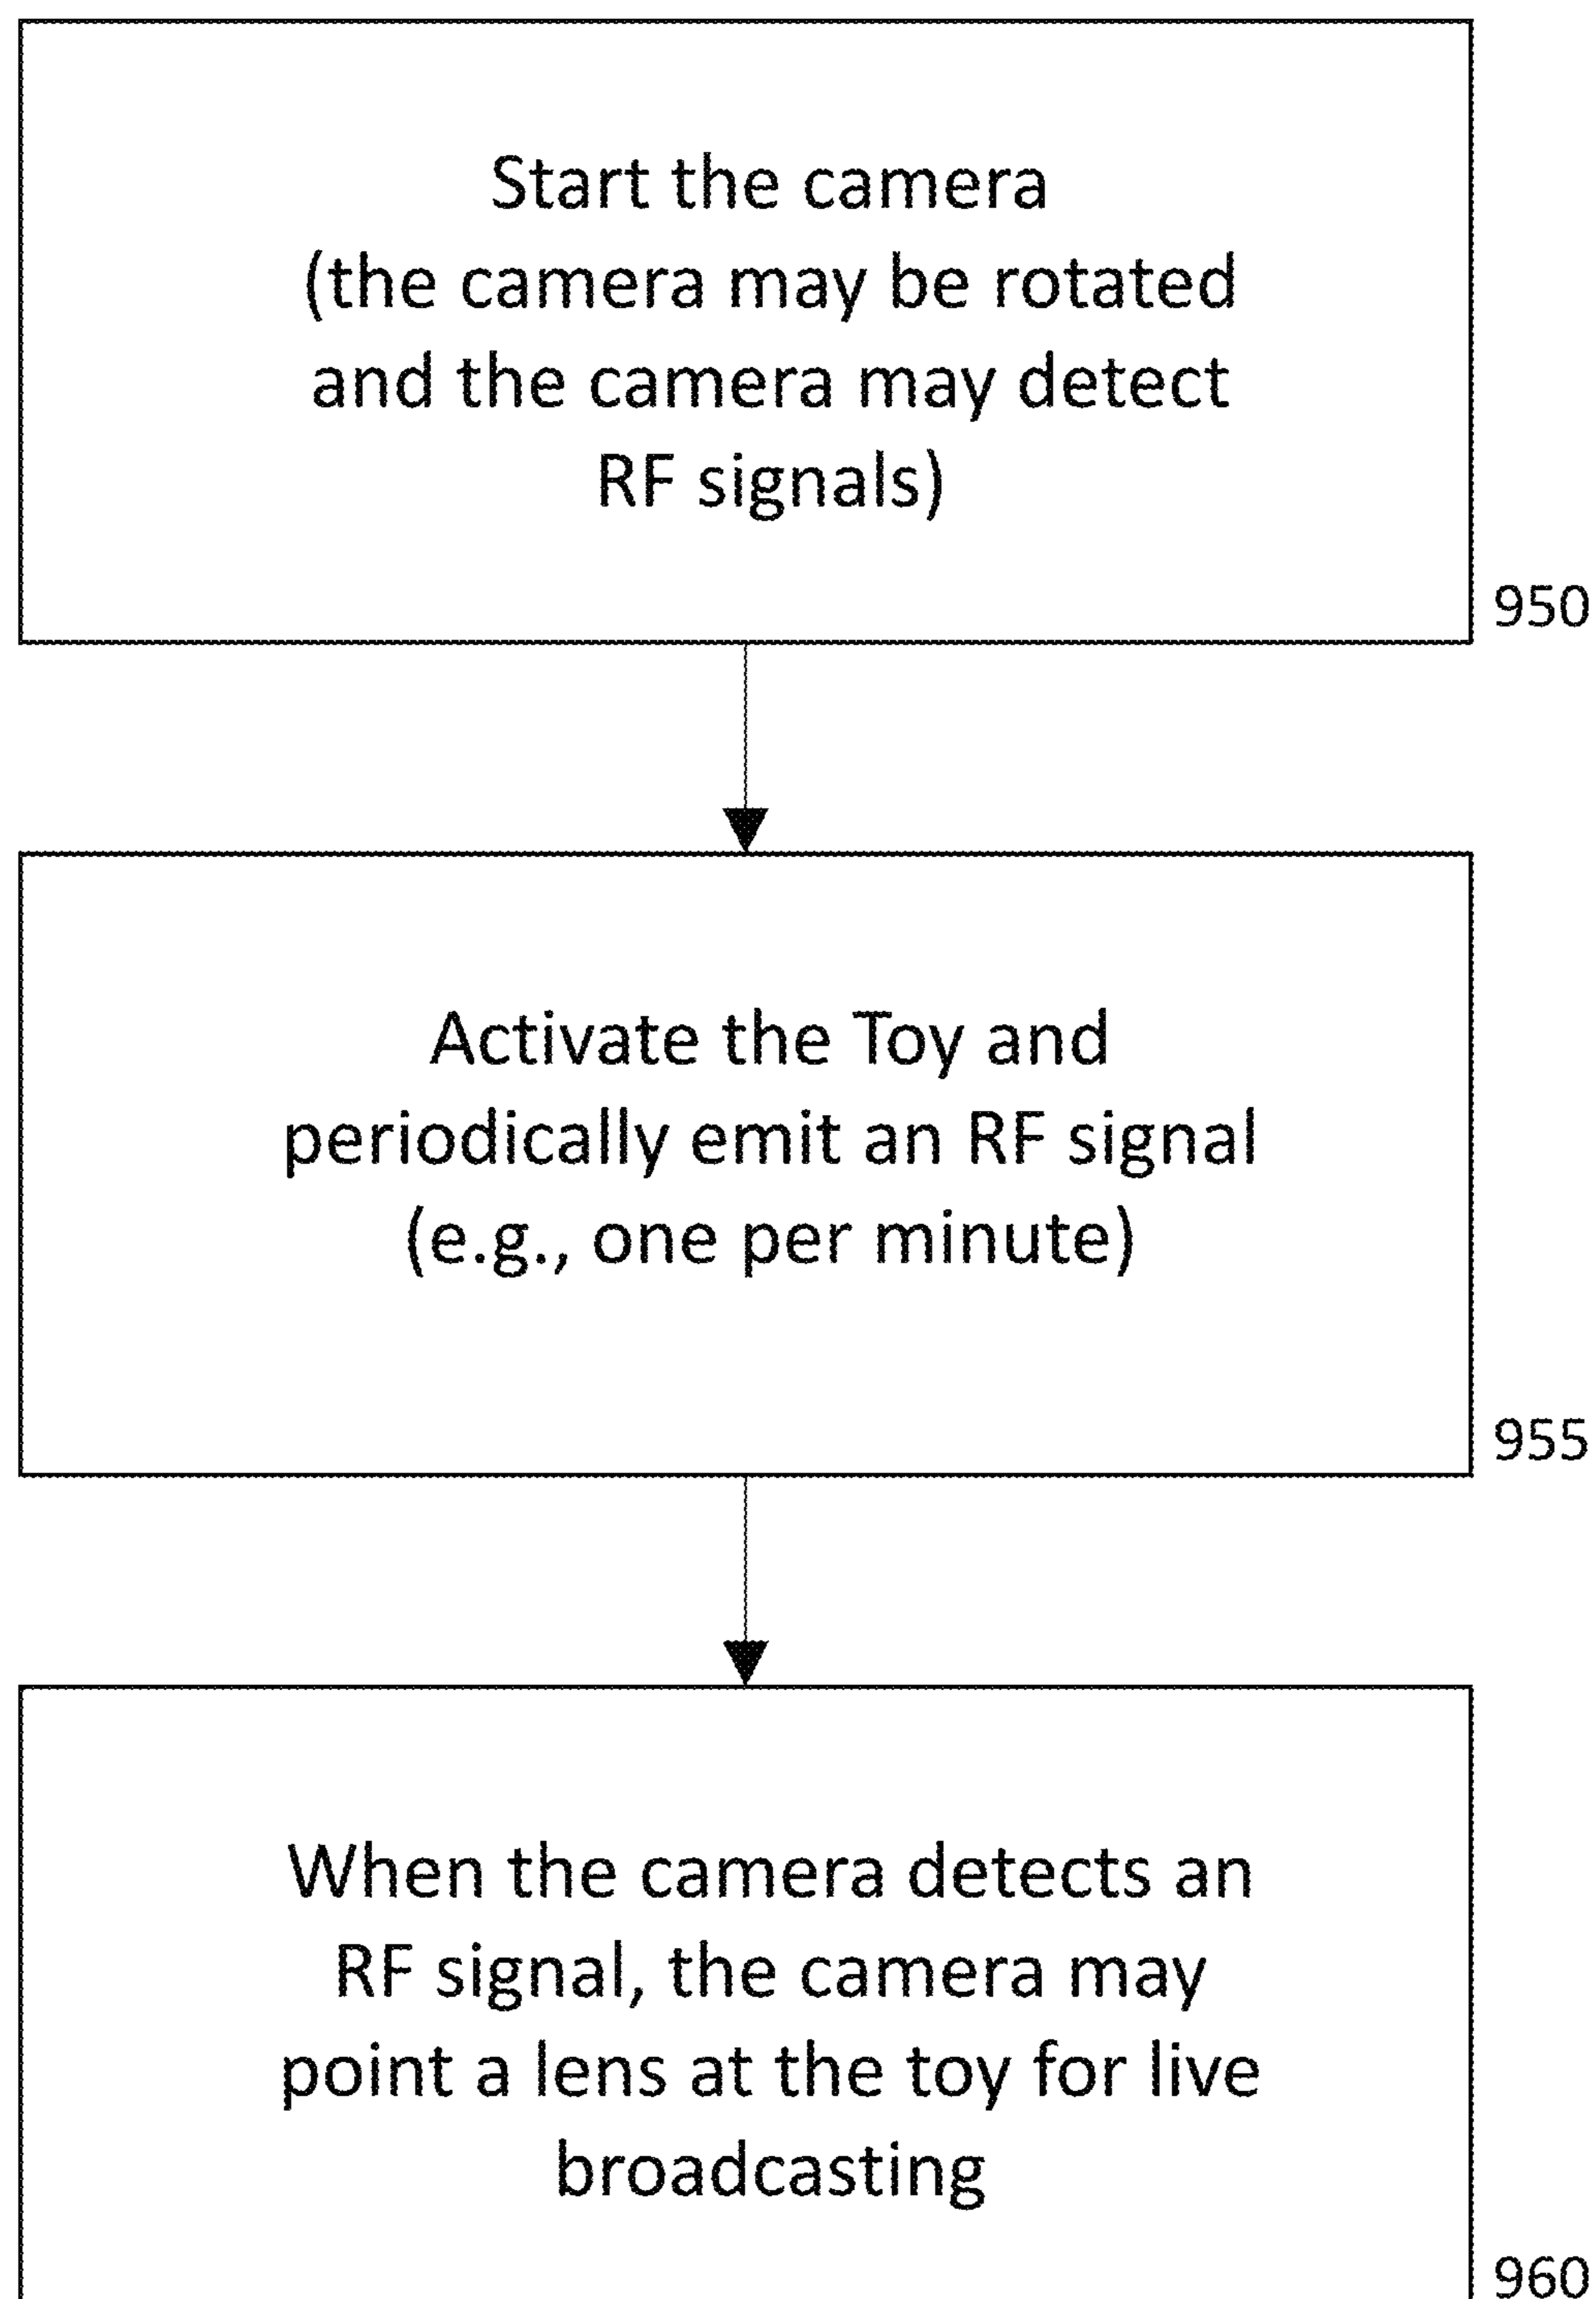 Start the camera
(the camera may be rotated
and the camera may detect
RF signals)
950
Activate the Toy and
periodically emit an RF signal
(e.g., one per minute)
955
When the camera detects an
RF signal, the camera may
point a lens at the toy for live
broadcasting
960